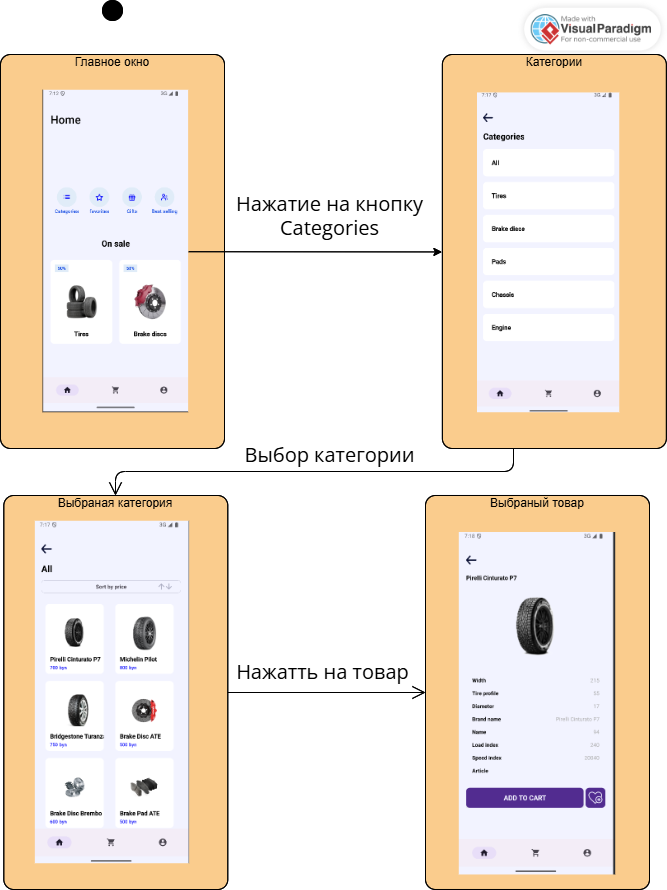 Made with
Visual Paradigm
For non-commercial use
Главное окно
7:12
3G
Home
Categories
Favorites
Gifts
Best selling
On sale
50%
50%
Tires
Brake discs
Нажатие на кнопку
Categories
Категории
7:17
3G
Categories
All
Tires
Brake discs
Pads
Chassis
Engine
Выбор категории
Выбраная категория
7:17
3G
All
Sort by price
Pirelli Cinturato P7
750 byn
Michelin Pilot
800 byn
Bridgestone Turanza
750 byn
Brake Disc ATE
500 byn
Brake Disc Brembo
600 byn
Brake Pad ATE
500 byn
Нажатть на товар
Выбраный товар
7:18
3G
Pirelli Cinturato P7
Width 215
Tire profile 55
Diameter 17
Brand name Pirelli Cinturato P7
Name 94
Load index 240
Speed index
Article
ADD TO CART